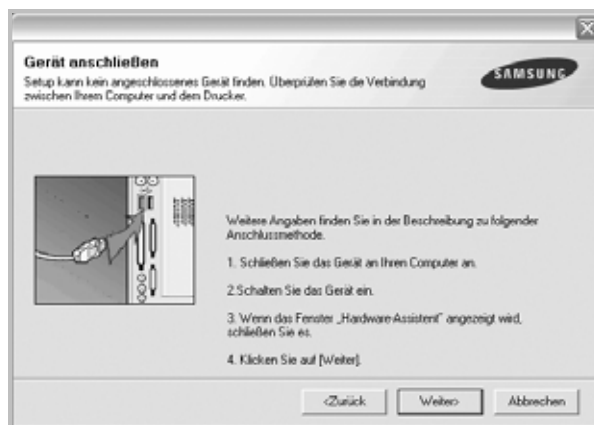 Gerät anschließen
Setup kann kein angeschlossenes Gerät finden. Überprüfen Sie die Verbindung
zwischen Ihrem Computer und dem Drucker.
SAMSUNG
Weitere Angaben finden Sie in der Beschreibung zu folgender
Anschlussmethode.
1. Schließen Sie das Gerät an Ihren Computer an.
2.Schalten Sie das Gerät ein.
3. Wenn das Fenster „Hardware-Assistent" angezeigt wird,
schließen Sie es.
4. Klicken Sie auf [Weiter].
<Zurück
Weiter>
Abbrechen